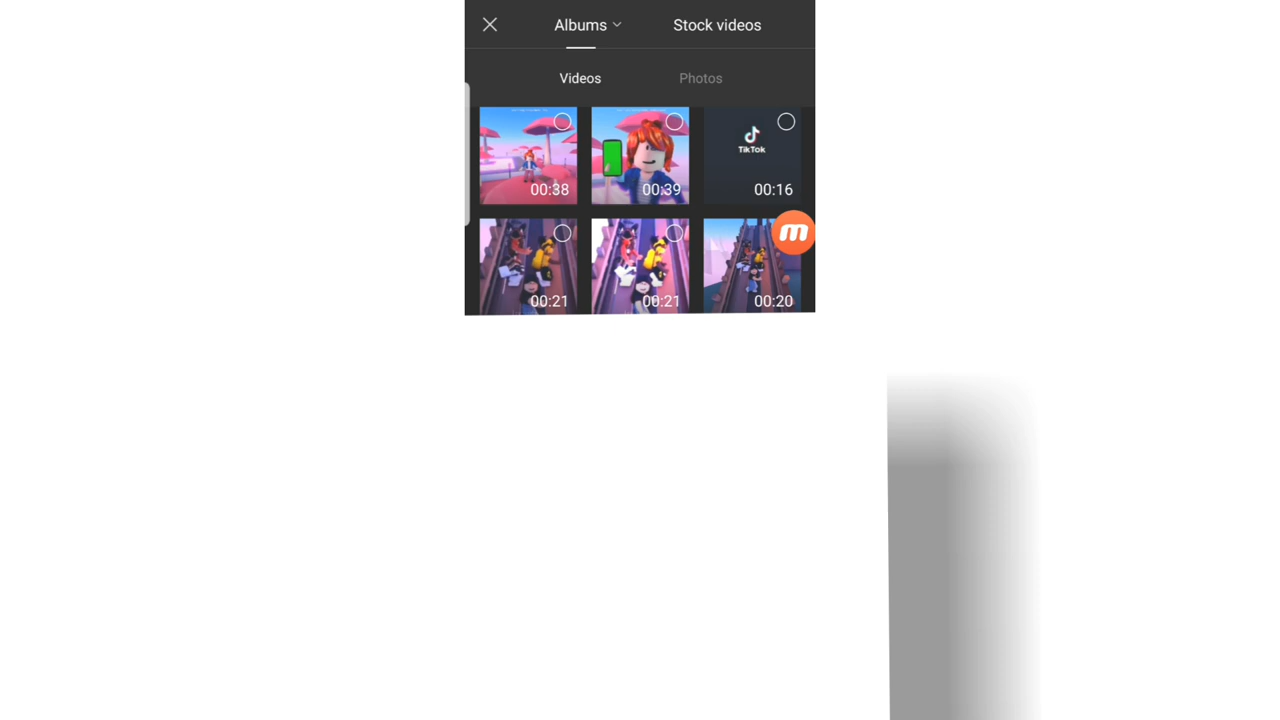 Albums Stock videos
Videos Photos
TikTok
00:38 00:39 00:16
m
00:21 00:21 00:20